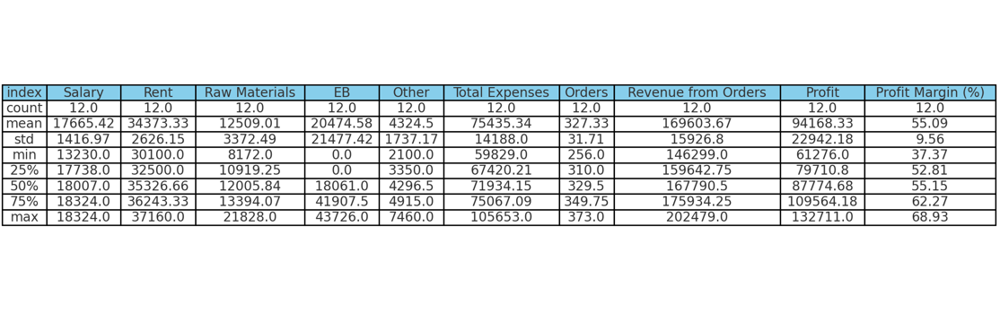 index Salary Rent Raw Materials EB Other Total Expenses Orders Revenue from Orders Profit Profit Margin (%)
count 12.0 12.0 12.0 12.0 12.0 12.0 12.0 12.0 12.0 12.0
mean 17665.42 34373.33 12509.01 20474.58 4324.5 75435.34 327.33 169603.67 94168.33 55.09
std 1416.97 2626.15 3372.49 21477.42 1737.17 14188.0 31.71 15926.8 22942.18 9.56
min 13230.0 30100.0 8172.0 0.0 2100.0 59829.0 256.0 146299.0 61276.0 37.37
25% 17738.0 32500.0 10919.25 0.0 3350.0 67420.21 310.0 159642.75 79710.8 52.81
50% 18007.0 35326.66 12005.84 18061.0 4296.5 71934.15 329.5 167790.5 87774.68 55.15
75% 18324.0 36243.33 13394.07 41907.5 4915.0 75067.09 349.75 175934.25 109564.18 62.27
max 18324.0 37160.0 21828.0 43726.0 7460.0 105653.0 373.0 202479.0 132711.0 68.93